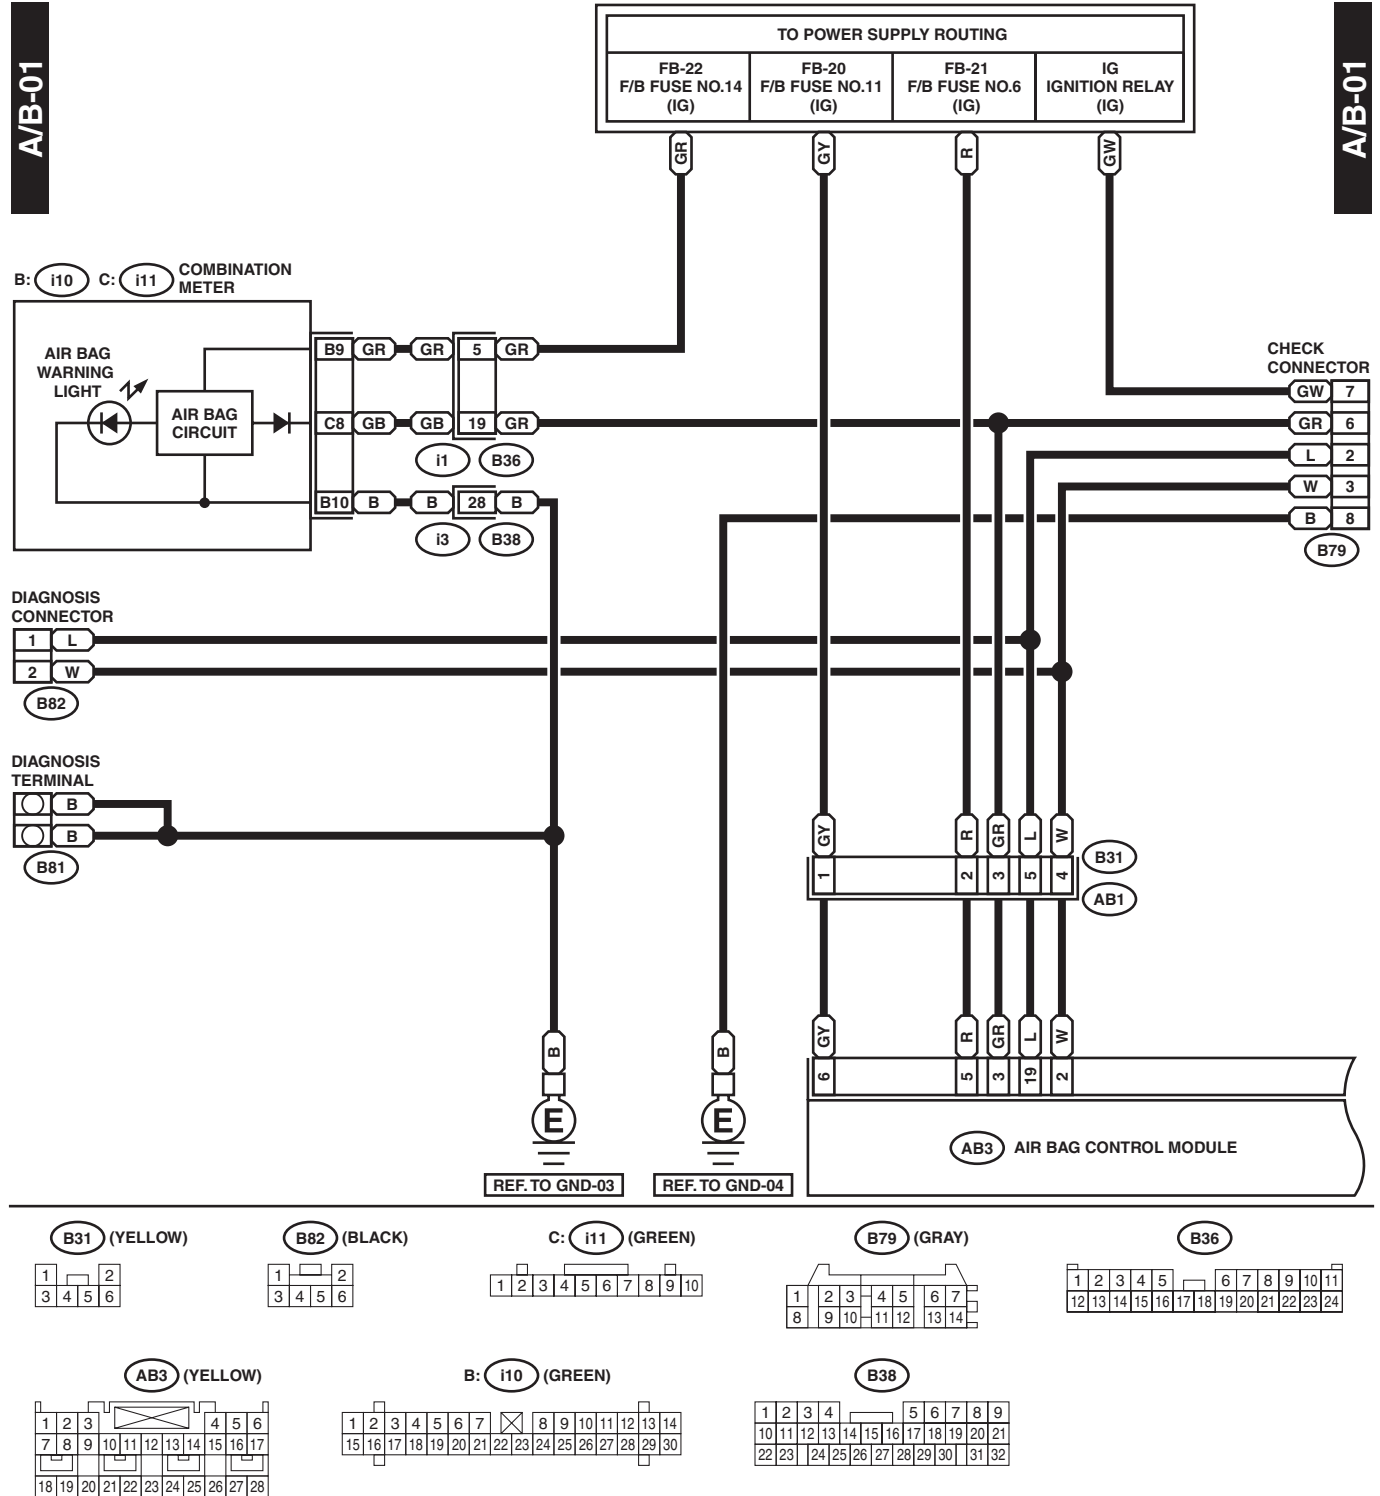 A/B-01
A/B-01
TO POWER SUPPLY ROUTING
FB-22
F/B FUSE NO.14
(IG)
FB-20
F/B FUSE NO.11
(IG)
FB-21
F/B FUSE NO.6
(IG)
IG
IGNITION RELAY
(IG)
GR
GY
R
GW
B: i10 C: i11 COMBINATION
METER
AIR BAG
WARNING
LIGHT
AIR BAG
CIRCUIT
B9 GR GR 5 GR
C8 GB GB 19 GR
i1 B36
B10 B B 28 B
i3 B38
CHECK
CONNECTOR
GW 7
GR 6
L 2
W 3
B 8
B79
DIAGNOSIS
CONNECTOR
1 L
2 W
B82
DIAGNOSIS
TERMINAL
B
B
B81
GY R GR L W
1 2 3 5 4
B31
AB1
B B
E E
REF. TO GND-03 REF. TO GND-04
GY R GR L W
6 5 3 19 2
AB3 AIR BAG CONTROL MODULE
B31 (YELLOW)
1 2
3 4 5 6
B82 (BLACK)
1 2
3 4 5 6
C: i11 (GREEN)
1 2 3 4 5 6 7 8 9 10
B79 (GRAY)
1 2 3 4 5 6 7
8 9 10 11 12 13 14
B36
1 2 3 4 5 6 7 8 9 10 11
12 13 14 15 16 17 18 19 20 21 22 23 24
AB3 (YELLOW)
1 2 3 4 5 6
7 8 9 10 11 12 13 14 15 16 17
18 19 20 21 22 23 24 25 26 27 28
B: i10 (GREEN)
1 2 3 4 5 6 7 8 9 10 11 12 13 14
15 16 17 18 19 20 21 22 23 24 25 26 27 28 29 30
B38
1 2 3 4 5 6 7 8 9
10 11 12 13 14 15 16 17 18 19 20 21
22 23 24 25 26 27 28 29 30 31 32